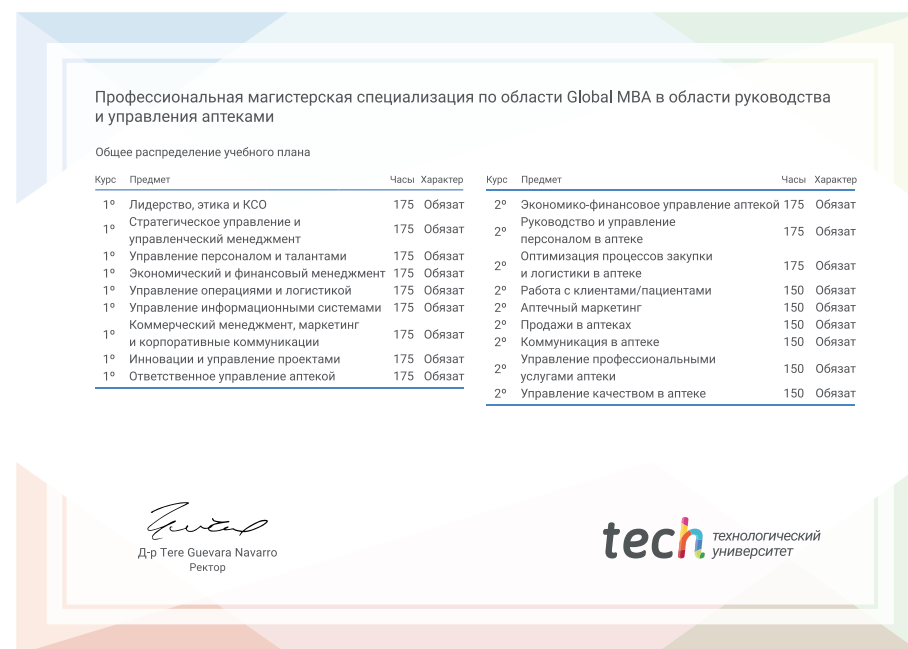 Профессиональная магистерская специализация по области Global MBA в области руководства
и управления аптеками
Общее распределение учебного плана
Курс Предмет Часы Характер
1º Лидерство, этика и КСО 175 Обязат
1º Стратегическое управление и
управленческий менеджмент 175 Обязат
1º Управление персоналом и талантами 175 Обязат
1º Экономический и финансовый менеджмент 175 Обязат
1º Управление операциями и логистикой 175 Обязат
1º Управление информационными системами 175 Обязат
1º Коммерческий менеджмент, маркетинг
и корпоративные коммуникации 175 Обязат
1º Инновации и управление проектами 175 Обязат
1º Ответственное управление аптекой 175 Обязат
Курс Предмет Часы Характер
2º Экономико-финансовое управление аптекой 175 Обязат
2º Руководство и управление
персоналом в аптеке 175 Обязат
2º Оптимизация процессов закупки
и логистики в аптеке 175 Обязат
2º Работа с клиентами/пациентами 150 Обязат
2º Аптечный маркетинг 150 Обязат
2º Продажи в аптеках 150 Обязат
2º Коммуникация в аптеке 150 Обязат
2º Управление профессиональными
услугами аптеки 150 Обязат
2º Управление качеством в аптеке 150 Обязат
Д-р Tere Guevara Navarro
Ректор
tech технологический
университет